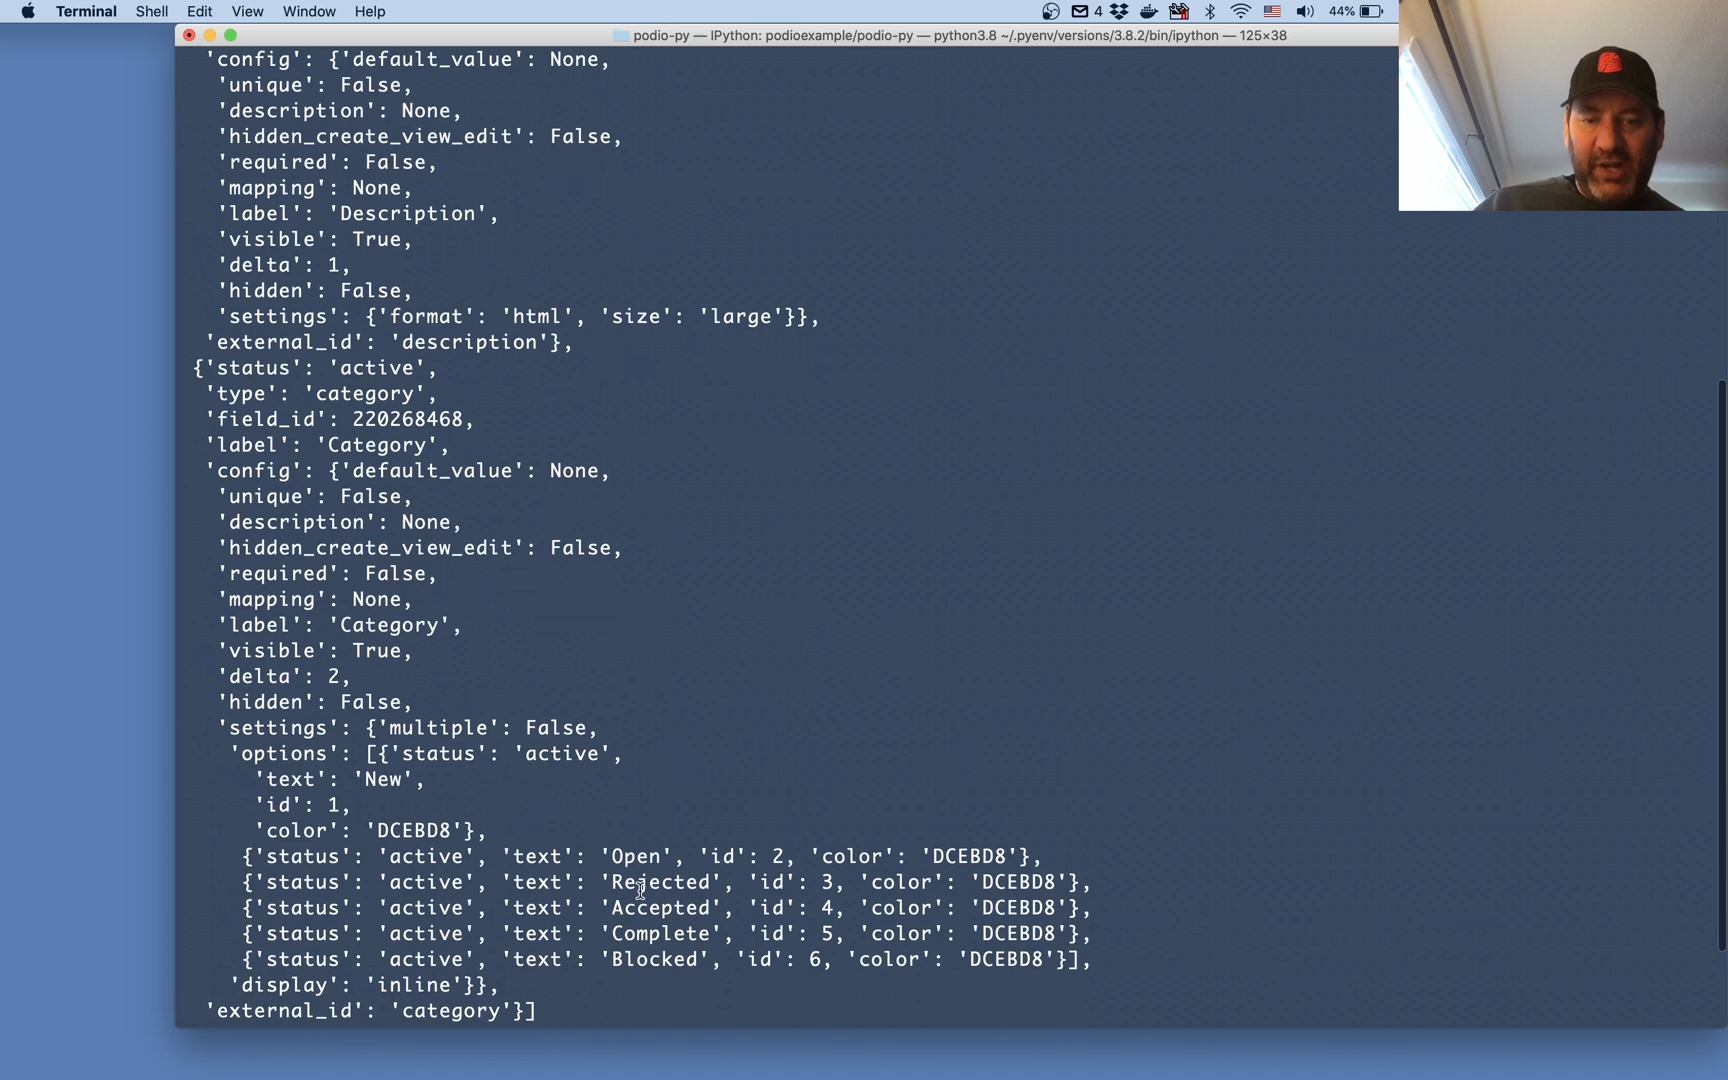 Terminal Shell Edit View Window Help 4 44%
podio-py — IPython: podioexample/podio-py — python3.8 ~/.pyenv/versions/3.8.2/bin/ipython — 125×38
'config': {'default_value': None,
'unique': False,
'description': None,
'hidden_create_view_edit': False,
'required': False,
'mapping': None,
'label': 'Description',
'visible': True,
'delta': 1,
'hidden': False,
'settings': {'format': 'html', 'size': 'large'}},
'external_id': 'description'},
{'status': 'active',
'type': 'category',
'field_id': 220268468,
'label': 'Category',
'config': {'default_value': None,
'unique': False,
'description': None,
'hidden_create_view_edit': False,
'required': False,
'mapping': None,
'label': 'Category',
'visible': True,
'delta': 2,
'hidden': False,
'settings': {'multiple': False,
'options': [{'status': 'active',
'text': 'New',
'id': 1,
'color': 'DCEBD8'},
{'status': 'active', 'text': 'Open', 'id': 2, 'color': 'DCEBD8'},
{'status': 'active', 'text': 'Rejected', 'id': 3, 'color': 'DCEBD8'},
{'status': 'active', 'text': 'Accepted', 'id': 4, 'color': 'DCEBD8'},
{'status': 'active', 'text': 'Complete', 'id': 5, 'color': 'DCEBD8'},
{'status': 'active', 'text': 'Blocked', 'id': 6, 'color': 'DCEBD8'}],
'display': 'inline'}},
'external_id': 'category'}]